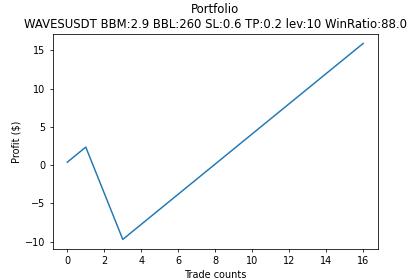 Portfolio
WAVESUSDT BBM:2.9 BBL:260 SL:0.6 TP:0.2 lev:10 WinRatio:88.0
15
10
5
0
−5
−10
Profit ($)
0 2 4 6 8 10 12 14 16
Trade counts